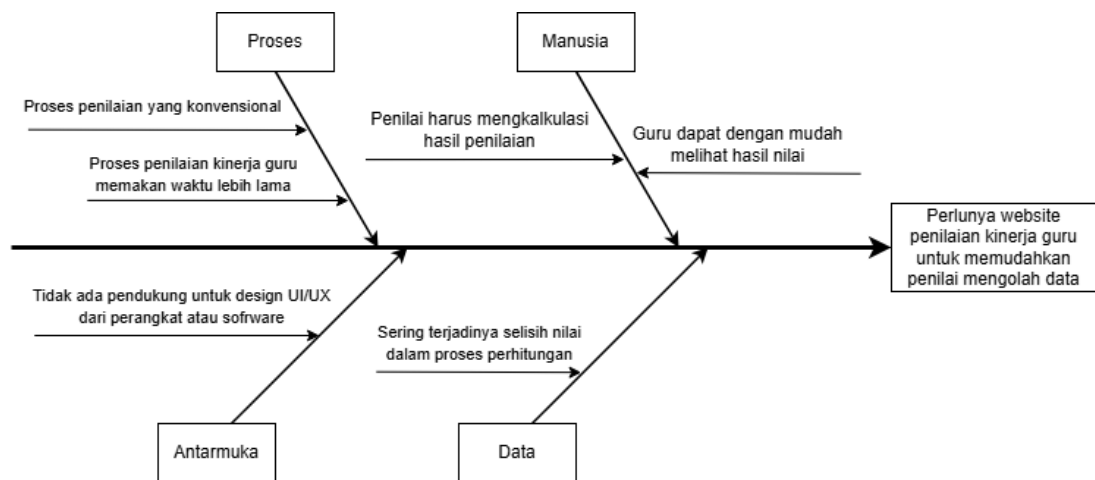 Proses
Manusia
Proses penilaian yang konvensional
Proses penilaian kinerja guru
memakan waktu lebih lama
Penilai harus mengkalkulasi
hasil penilaian
Guru dapat dengan mudah
melihat hasil nilai
Perlunya website
penilaian kinerja guru
untuk memudahkan
penilai mengolah data
Tidak ada pendukung untuk design UI/UX
dari perangkat atau sofrware
Sering terjadinya selisih nilai
dalam proses perhitungan
Antarmuka
Data